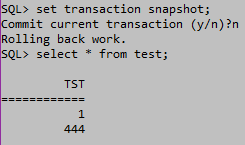 SQL> set transaction snapshot;
Commit current transaction (y/n)?n
Rolling back work.
SQL> select * from test;
TST
============
1
444